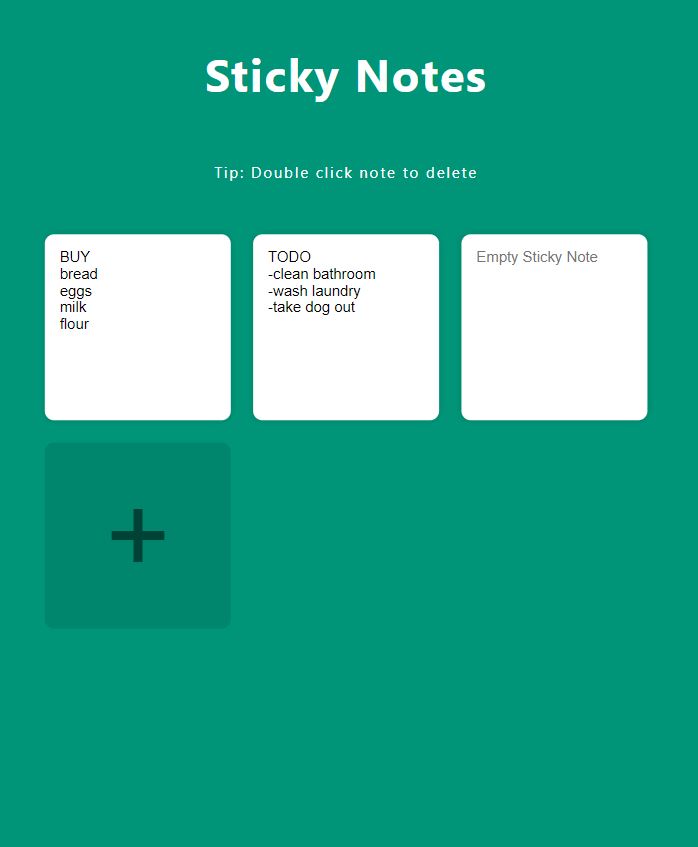 Sticky Notes
Tip: Double click note to delete
BUY
bread
eggs
milk
flour
TODO
-clean bathroom
-wash laundry
-take dog out
Empty Sticky Note
+